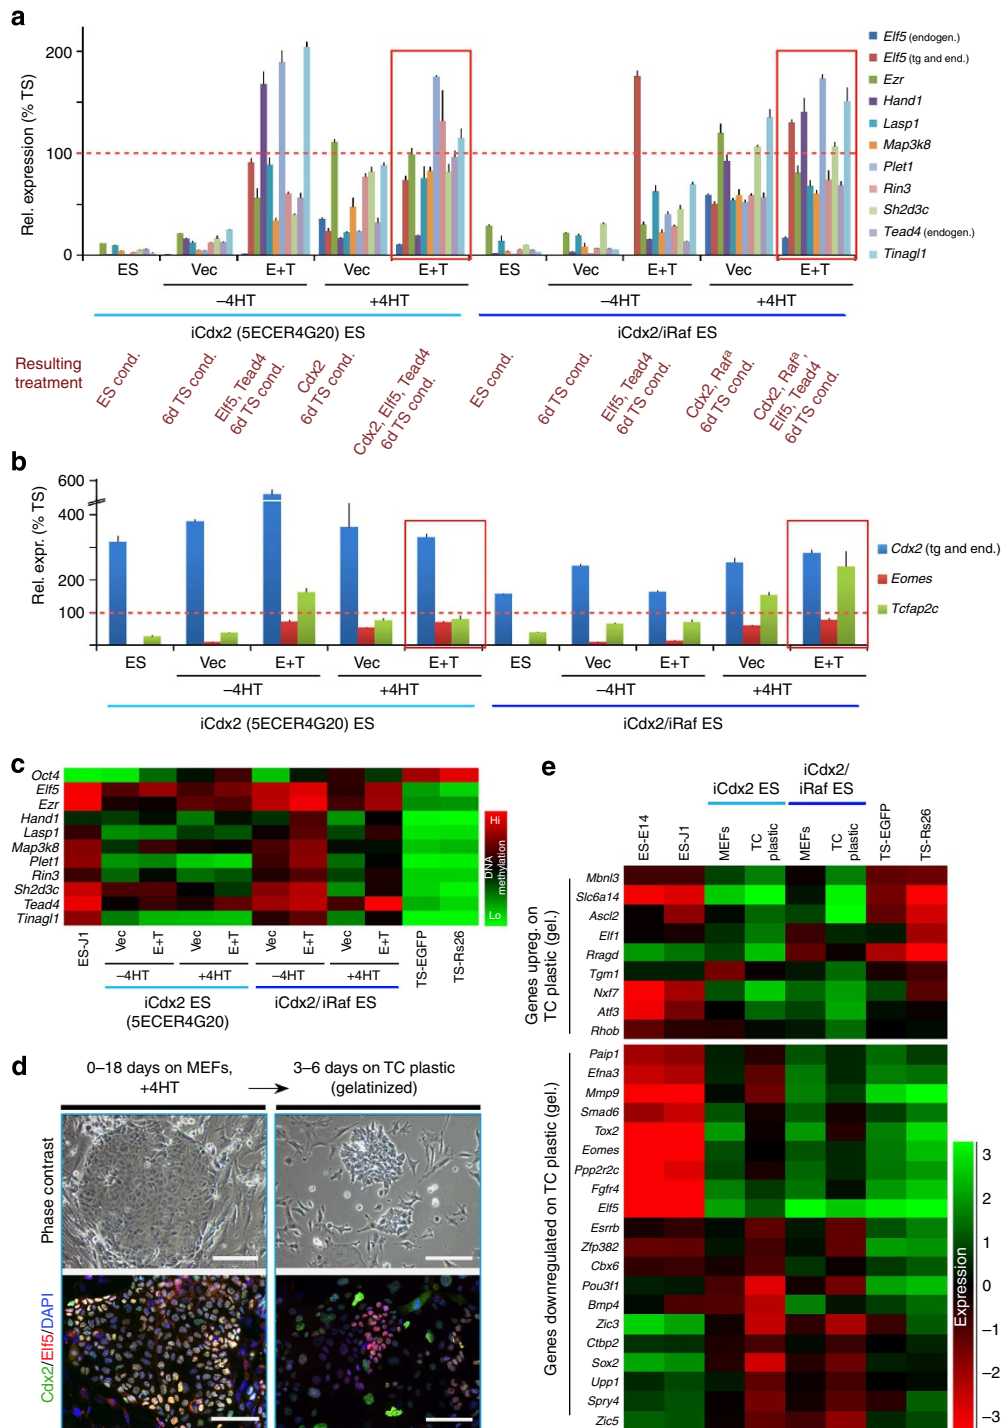 a
Rel. expression (% TS)
200
100
0
Elf5 (endogen.)
Elf5 (tg and end.)
Ezr
Hand1
Lasp1
Map3k8
Plet1
Rin3
Sh2d3c
Tead4 (endogen.)
Tinagl1
ES Vec E+T Vec E+T ES Vec E+T Vec E+T
–4HT +4HT –4HT +4HT
iCdx2 (5ECER4G20) ES iCdx2/iRaf ES
Resulting
treatment
ES cond.
6d TS cond.
Elf5, Tead4
6d TS cond.
Cdx2
6d TS cond.
Cdx2, Elf5, Tead4
6d TS cond.
ES cond.
6d TS cond.
Elf5, Tead4
6d TS cond.
Cdx2, Rafᵃ
6d TS cond.
Cdx2, Rafᵃ,
Elf5, Tead4
6d TS cond.
b
Rel. expr. (% TS)
600
400
200
100
Cdx2 (tg and end.)
Eomes
Tcfap2c
ES Vec E+T Vec E+T ES Vec E+T Vec E+T
–4HT +4HT –4HT +4HT
iCdx2 (5ECER4G20) ES iCdx2/iRaf ES
c
Oct4
Elf5
Ezr
Hand1
Lasp1
Map3k8
Plet1
Rin3
Sh2d3c
Tead4
Tinagl1
Hi
DNA
methylation
Lo
ES-J1 Vec E+T Vec E+T Vec E+T Vec E+T TS-EGFP TS-Rs26
–4HT +4HT –4HT +4HT
iCdx2 ES iCdx2/iRaf ES
(5ECER4G20)
d
0–18 days on MEFs,
+4HT
3–6 days on TC plastic
(gelatinized)
Phase contrast
Cdx2/Elf5/DAPI
e
iCdx2 ES
iCdx2/
iRaf ES
ES-E14
ES-J1
MEFs
TC
plastic
MEFs
TC
plastic
TS-EGFP
TS-Rs26
Genes upreg. on
TC plastic (gel.)
Mbnl3
Slc6a14
Ascl2
Elf1
Rragd
Tgm1
Nxf7
Atf3
Rhob
Genes downregulated on TC plastic (gel.)
Paip1
Efna3
Mmp9
Smad6
Tox2
Eomes
Ppp2r2c
Fgfr4
Elf5
Esrrb
Zfp382
Cbx6
Pou3f1
Bmp4
Zic3
Ctbp2
Sox2
Upp1
Spry4
Zic5
Expression
3
2
1
0
–1
–2
–3